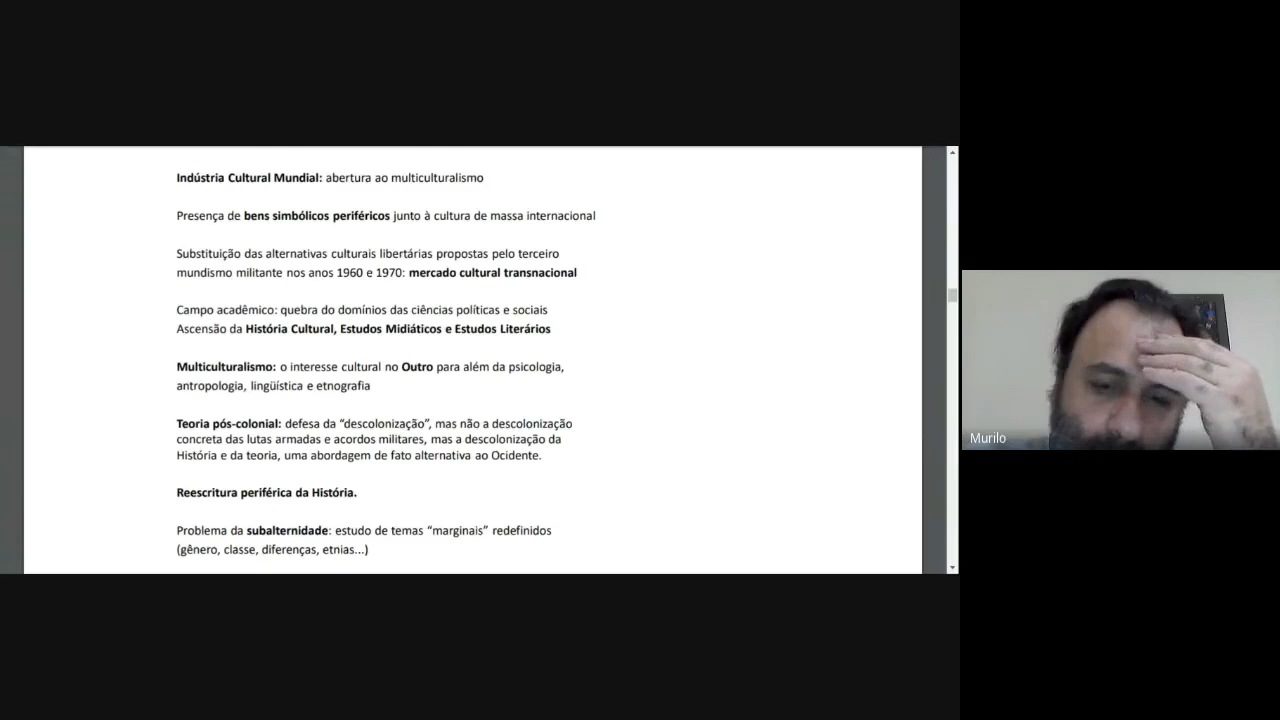 Indústria Cultural Mundial: abertura ao multiculturalismo
Presença de bens simbólicos periféricos junto à cultura de massa internacional
Substituição das alternativas culturais libertárias propostas pelo terceiro
mundismo militante nos anos 1960 e 1970: mercado cultural transnacional
Campo acadêmico: quebra do domínios das ciências políticas e sociais
Ascensão da História Cultural, Estudos Midiáticos e Estudos Literários
Multiculturalismo: o interesse cultural no Outro para além da psicologia,
antropologia, lingüística e etnografia
Teoria pós-colonial: defesa da “descolonização”, mas não a descolonização
concreta das lutas armadas e acordos militares, mas a descolonização da
História e da teoria, uma abordagem de fato alternativa ao Ocidente.
Reescritura periférica da História.
Problema da subalternidade: estudo de temas “marginais” redefinidos
(gênero, classe, diferenças, etnias...)
Murilo